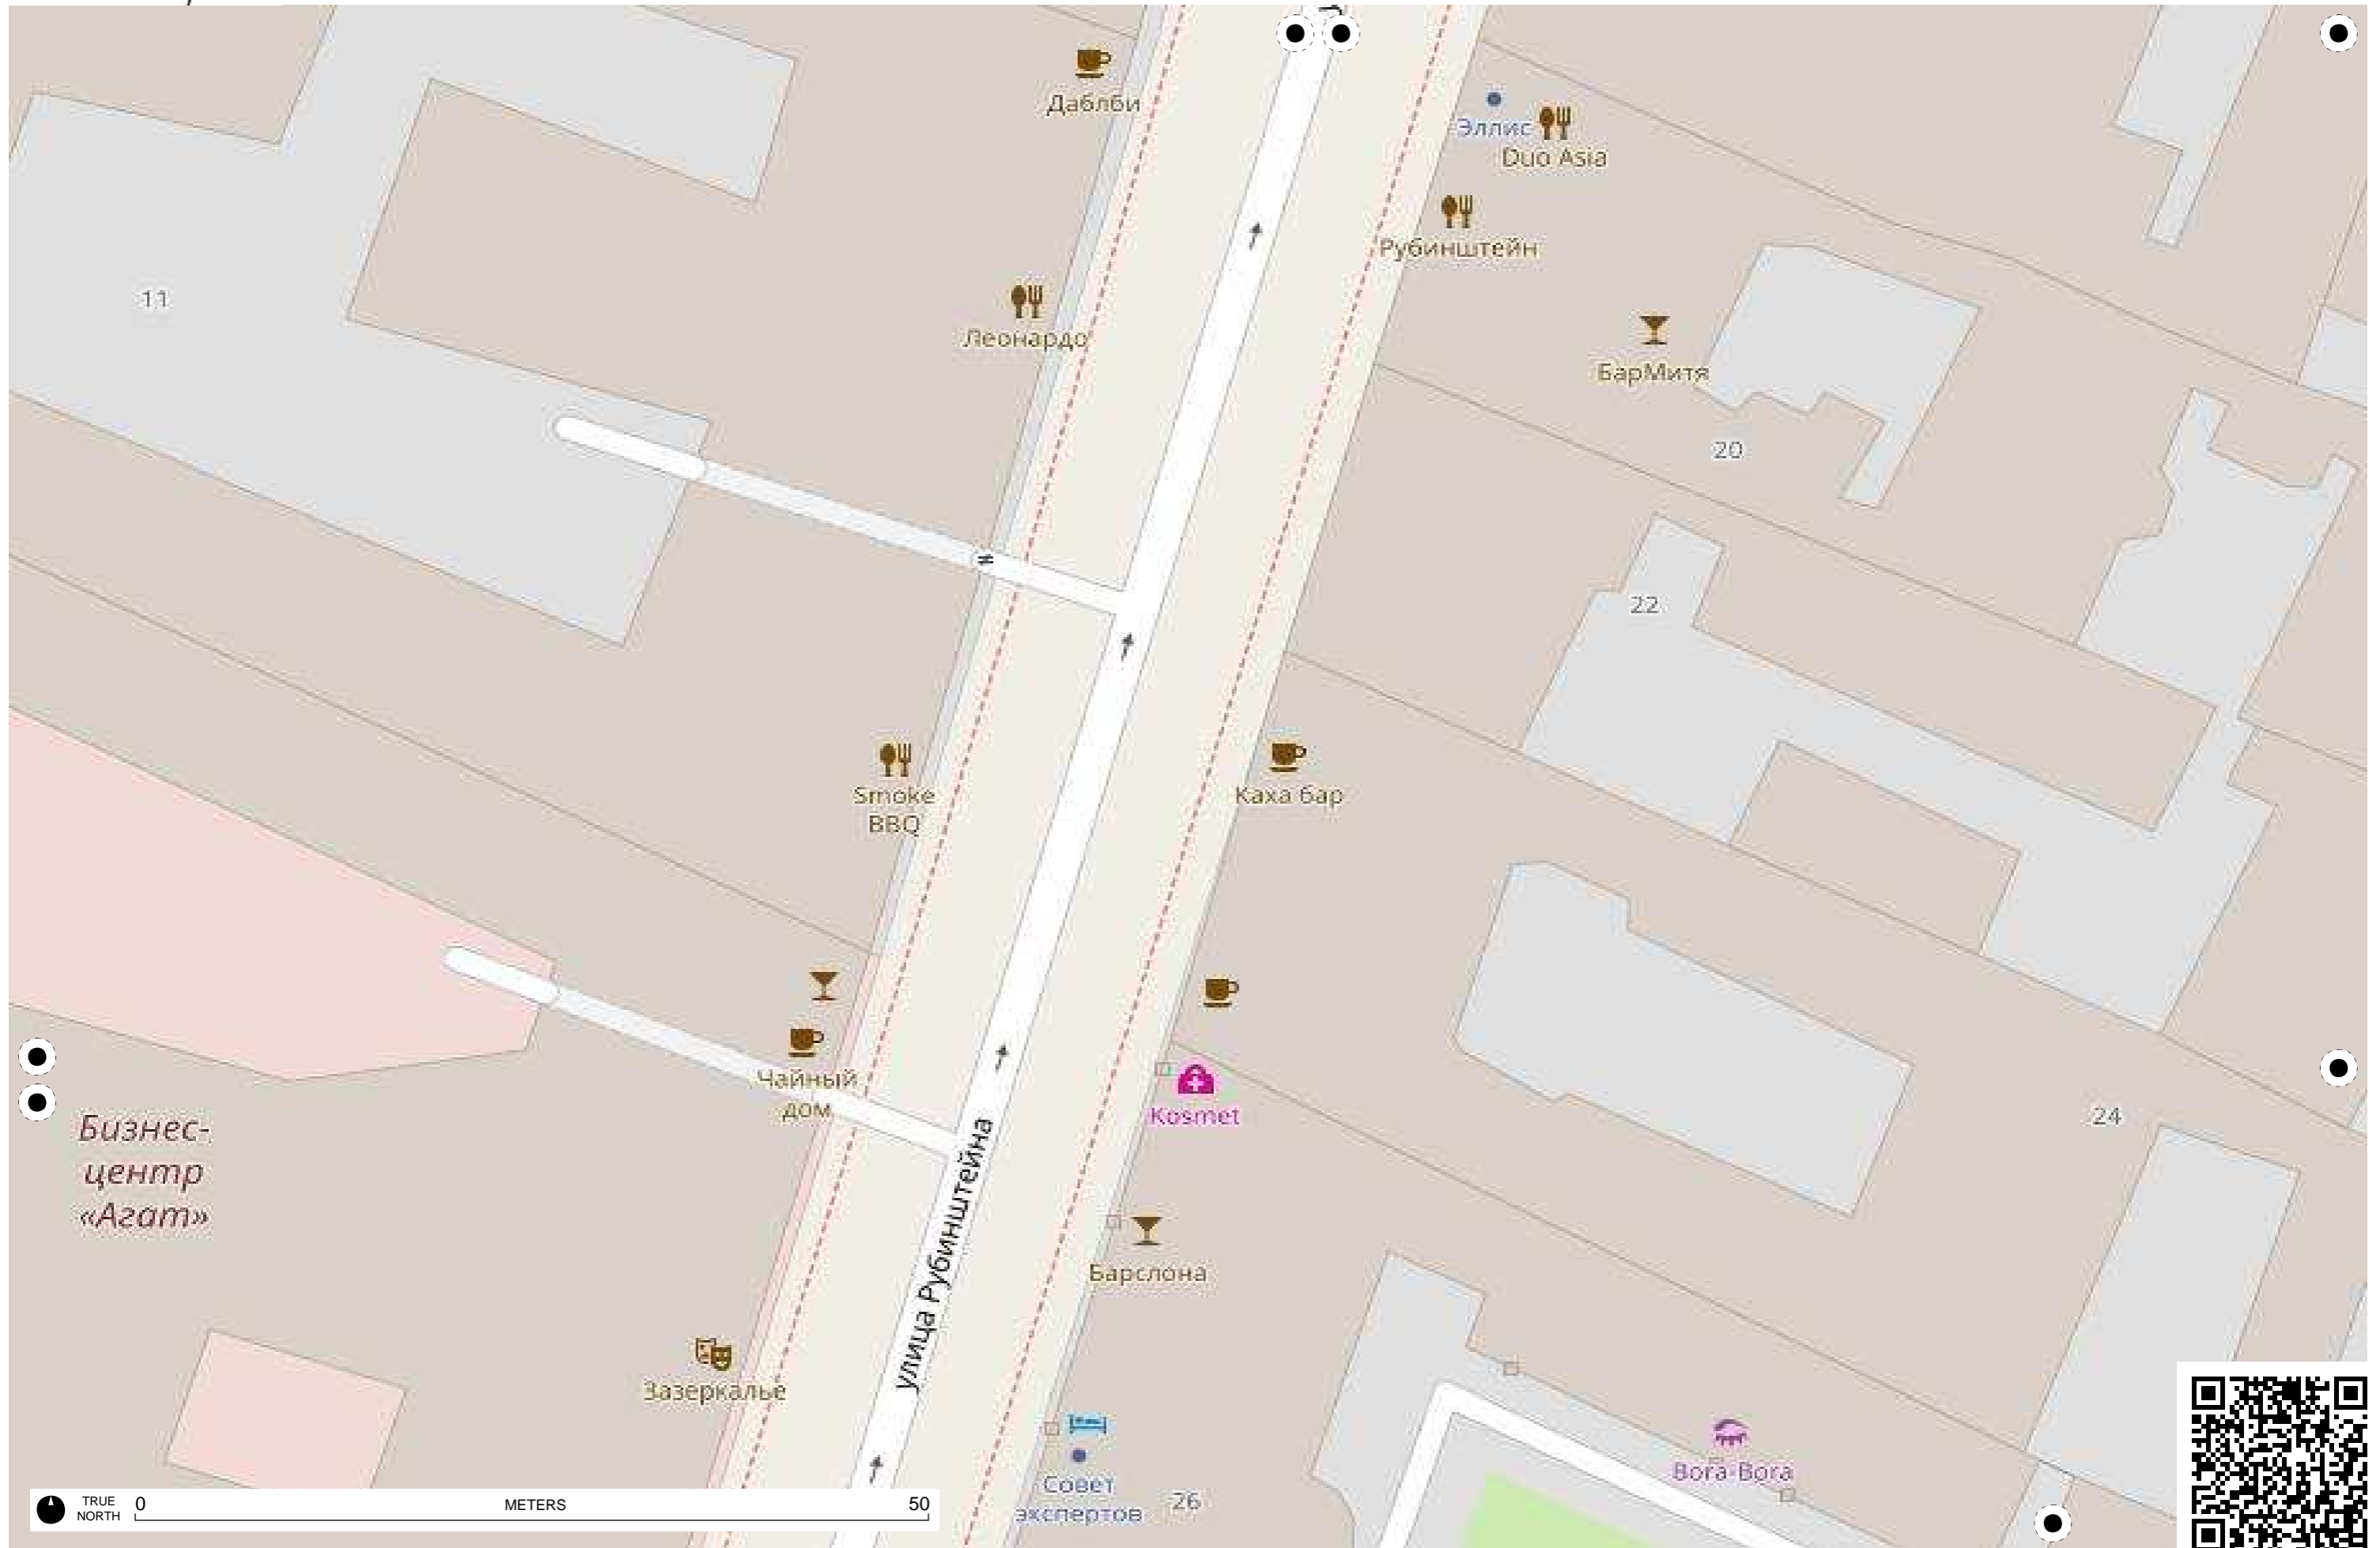 Даблби
Эллис
Duo Asia
Рубинштейн
11
Леонардо
БарМитя
20
22
Smoke
BBQ
Каха бар
Чайный
дом
Kosmet
Бизнес-
центр
«Агат»
24
улица Рубинштейна
Барслона
Зазеркалье
Bora-Bora
Совет
экспертов
26
TRUE
NORTH
0
METERS
50